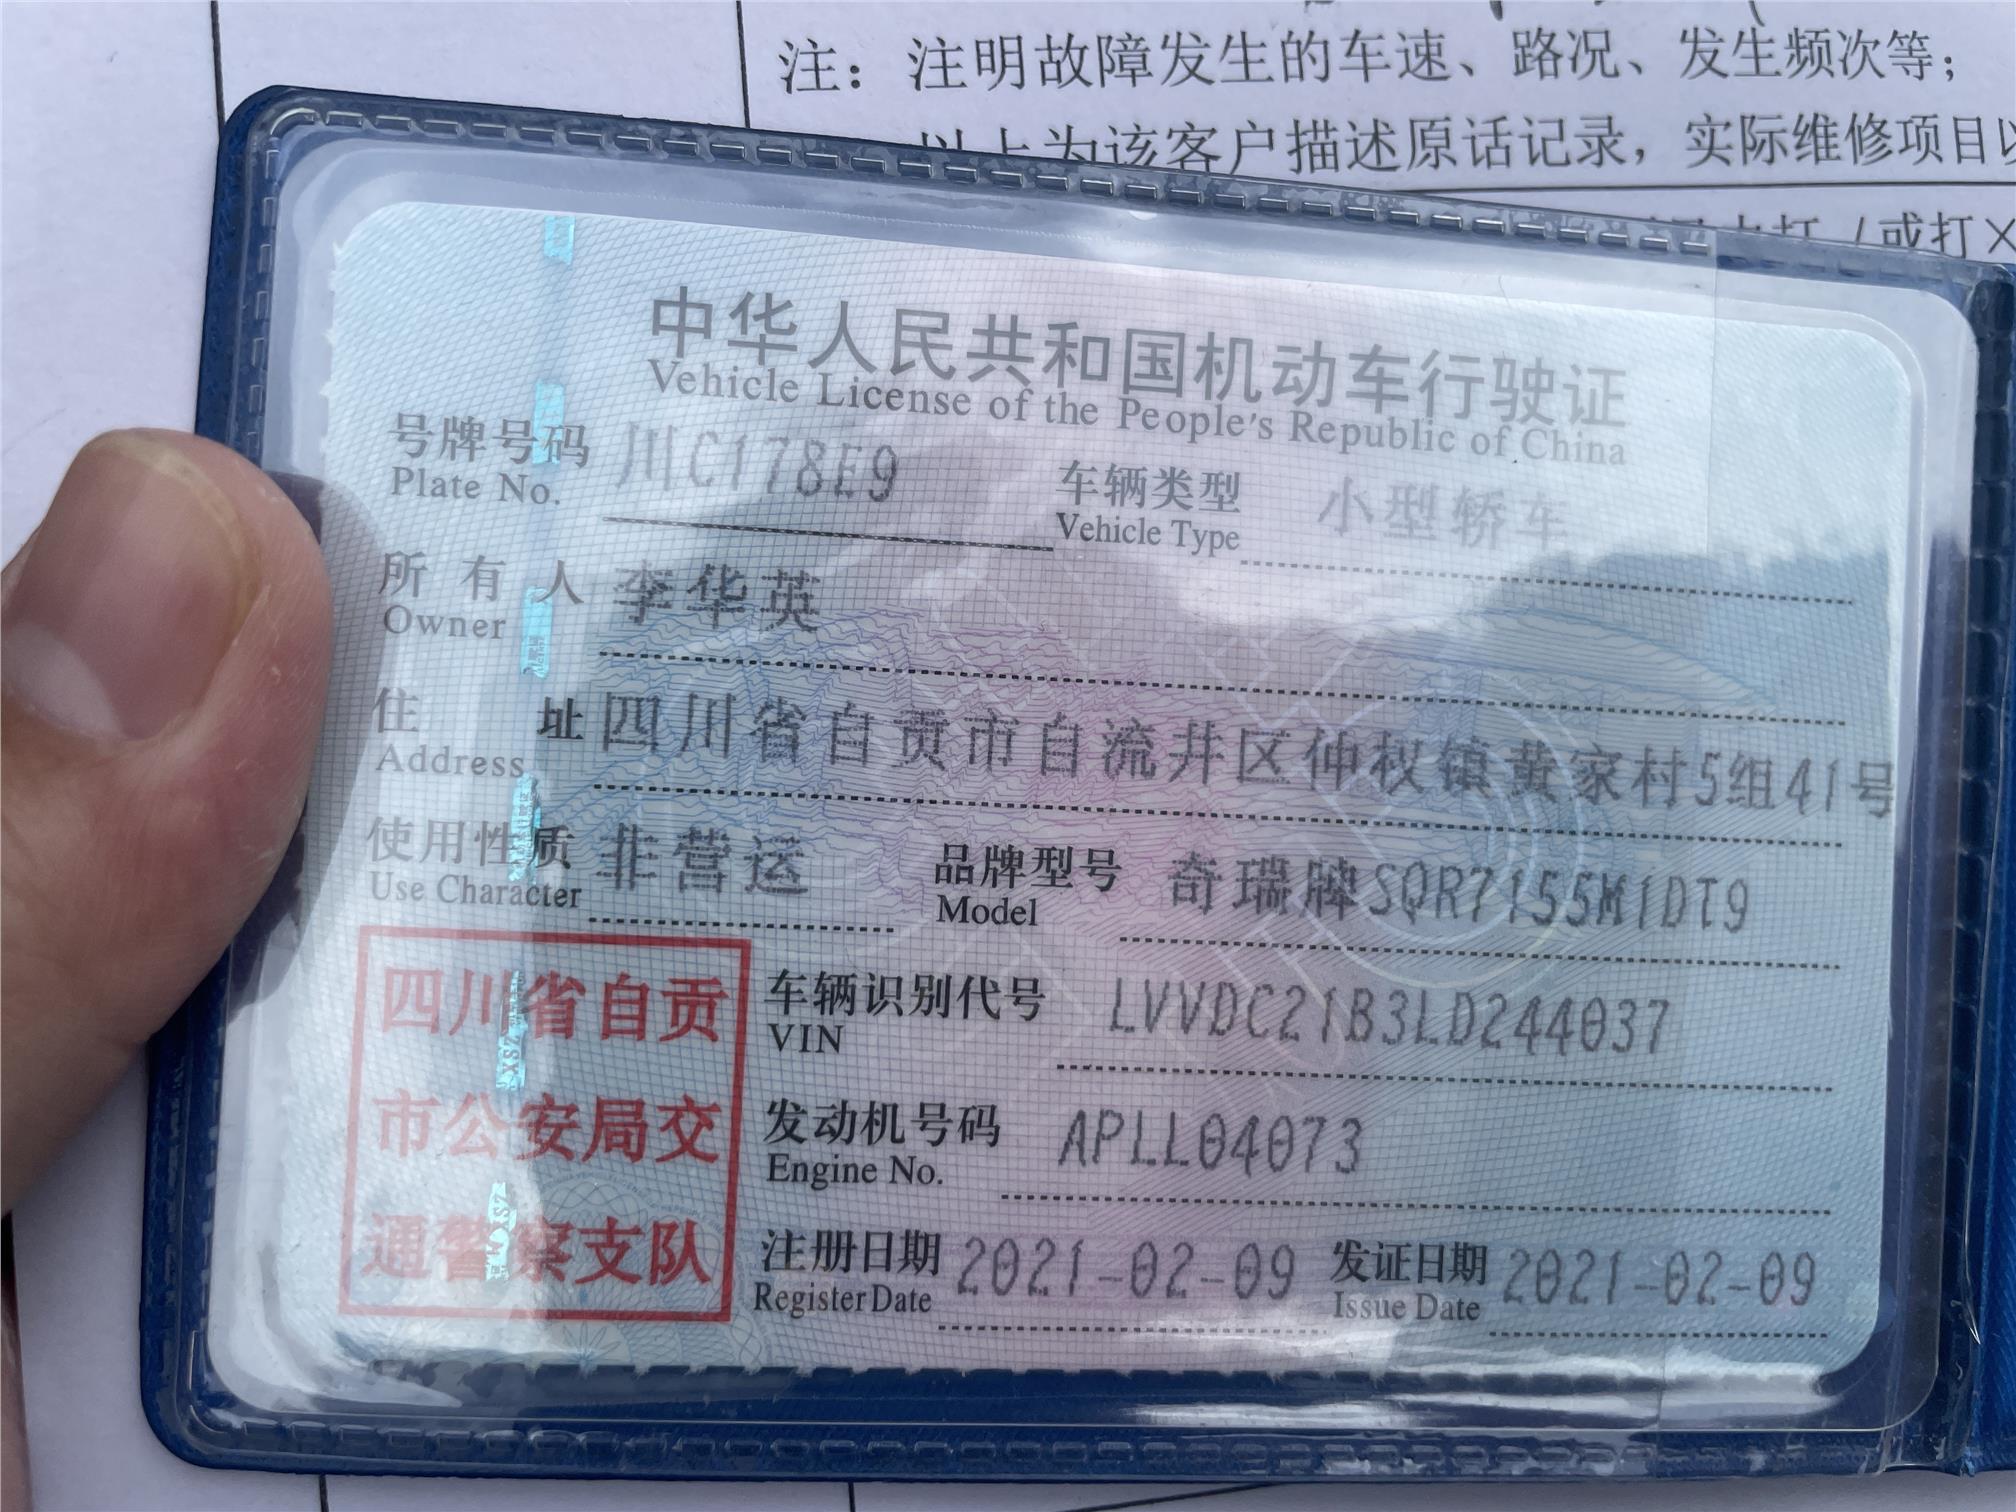 注：注明故障发生的车速、路况、发生频次等；
以上为该客户描述原话记录，实际维修项目以
打 / 或打×
中华人民共和国机动车行驶证
Vehicle License of the People's Republic of China
号牌号码 川C178E9 车辆类型 小型轿车
Plate No. Vehicle Type
所有人 李华英
Owner
住址 四川省自贡市自流井区仲权镇黄家村5组41号
Address
使用性质 非营运 品牌型号 奇瑞牌SQR7155M1DT9
Use Character Model
四川省自贡
市公安局交
通警察支队
车辆识别代号 LVVDC21B3LD244037
VIN
发动机号码 APLL04073
Engine No.
注册日期 2021-02-09 发证日期 2021-02-09
Register Date Issue Date